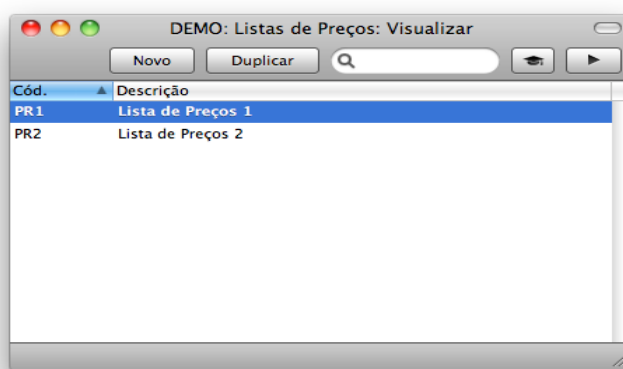 DEMO: Listas de Preços: Visualizar
Novo Duplicar
Cód. Descrição
PR1 Lista de Preços 1
PR2 Lista de Preços 2